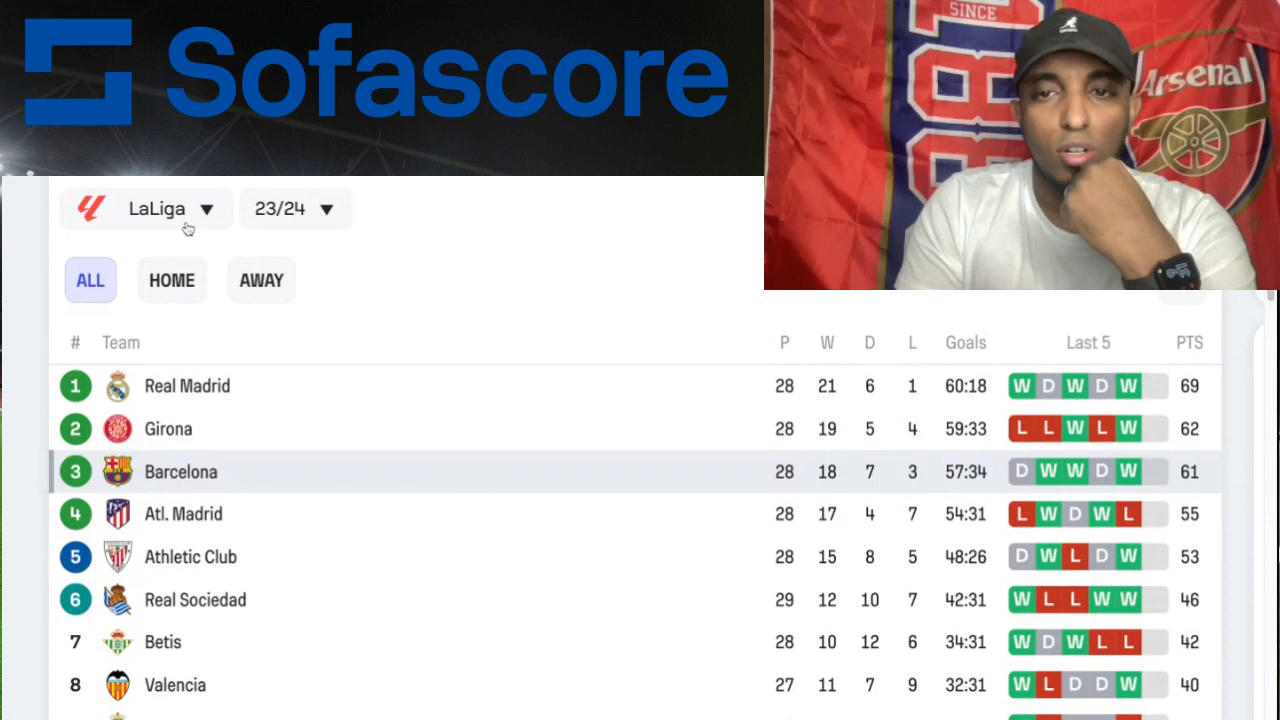 Sofascore
SINCE
Arsenal
LaLiga ▼ 23/24 ▼
ALL HOME AWAY
# Team P W D L Goals Last 5 PTS
1 Real Madrid 28 21 6 1 60:18 W D W D W 69
2 Girona 28 19 5 4 59:33 L L W L W 62
3 Barcelona 28 18 7 3 57:34 D W W D W 61
4 Atl. Madrid 28 17 4 7 54:31 L W D W L 55
5 Athletic Club 28 15 8 5 48:26 D W L D W 53
6 Real Sociedad 29 12 10 7 42:31 W L L W W 46
7 Betis 28 10 12 6 34:31 W D W L L 42
8 Valencia 27 11 7 9 32:31 W L D D W 40